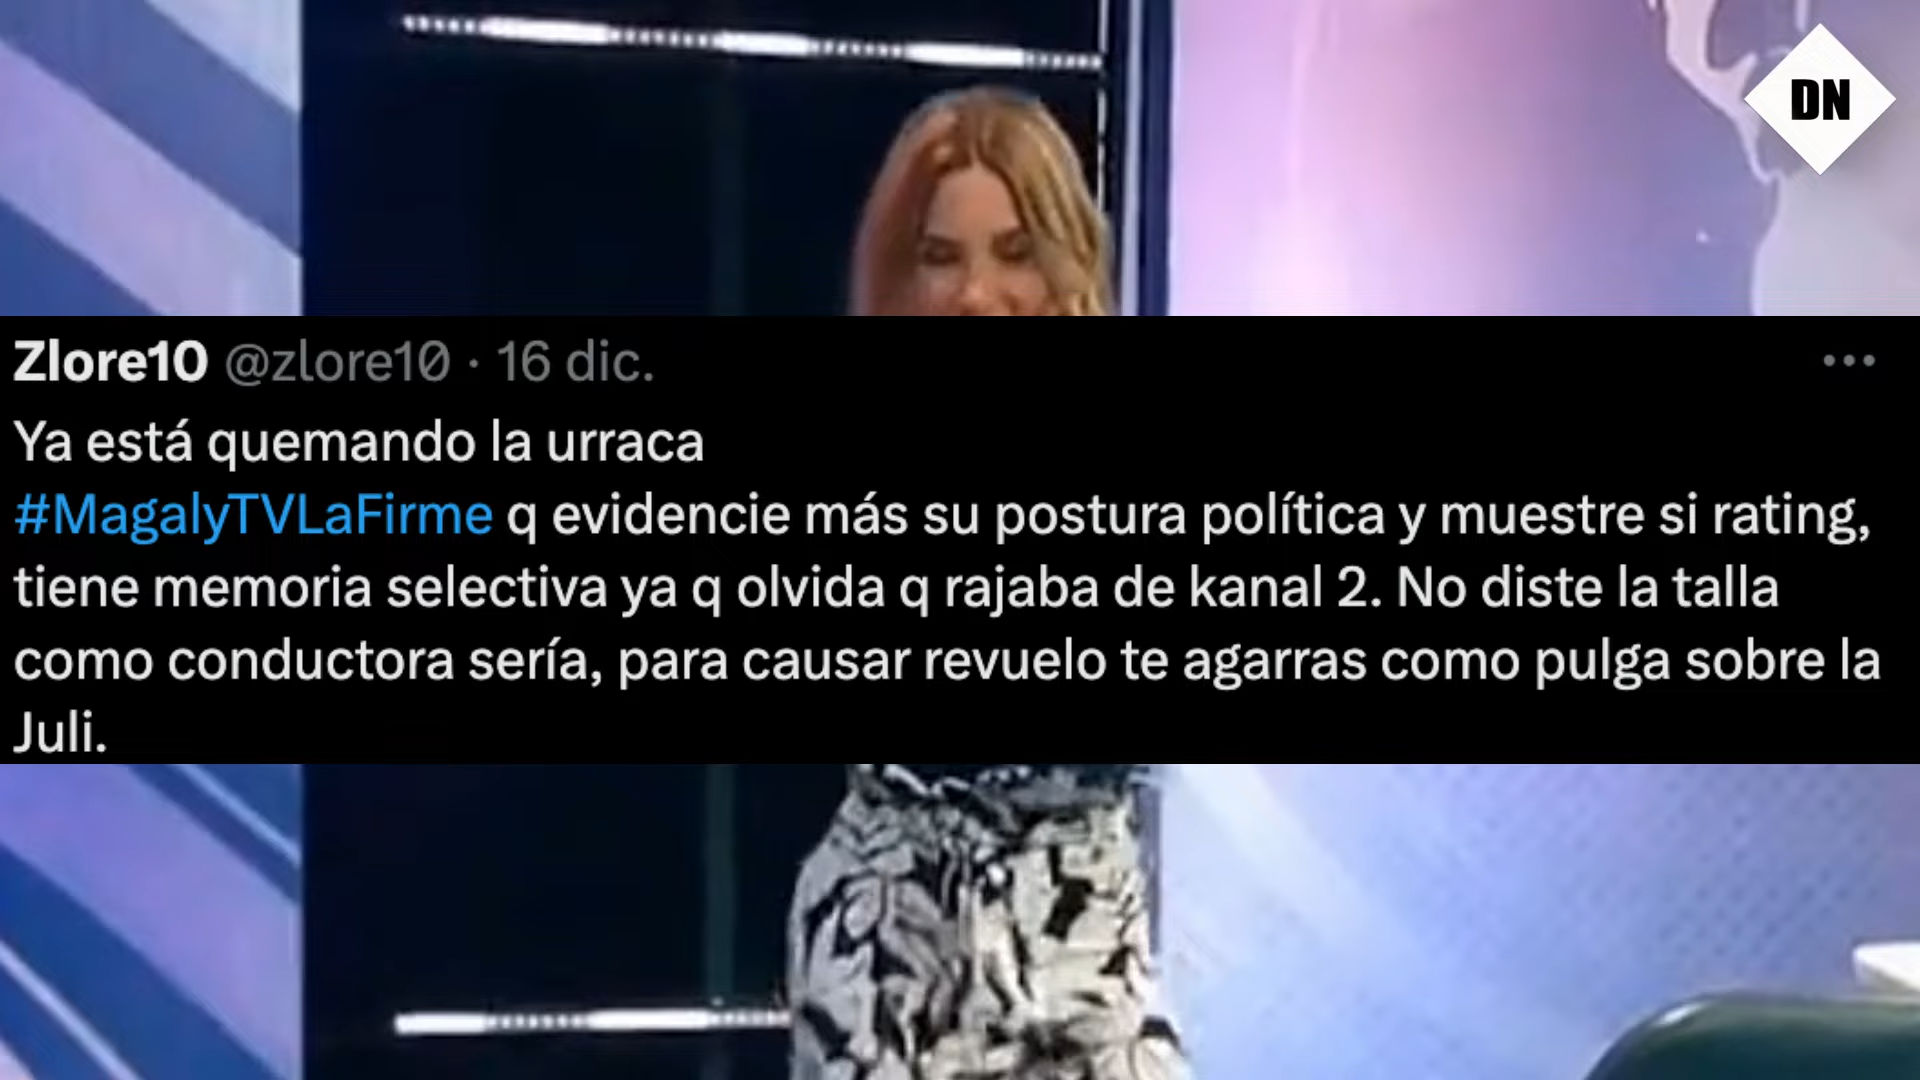 DN
Zlore10 @zlore10 · 16 dic.
Ya está quemando la urraca
#MagalyTVLaFirme q evidencie más su postura política y muestre si rating,
tiene memoria selectiva ya q olvida q rajaba de kanal 2. No diste la talla
como conductora sería, para causar revuelo te agarras como pulga sobre la
Juli.